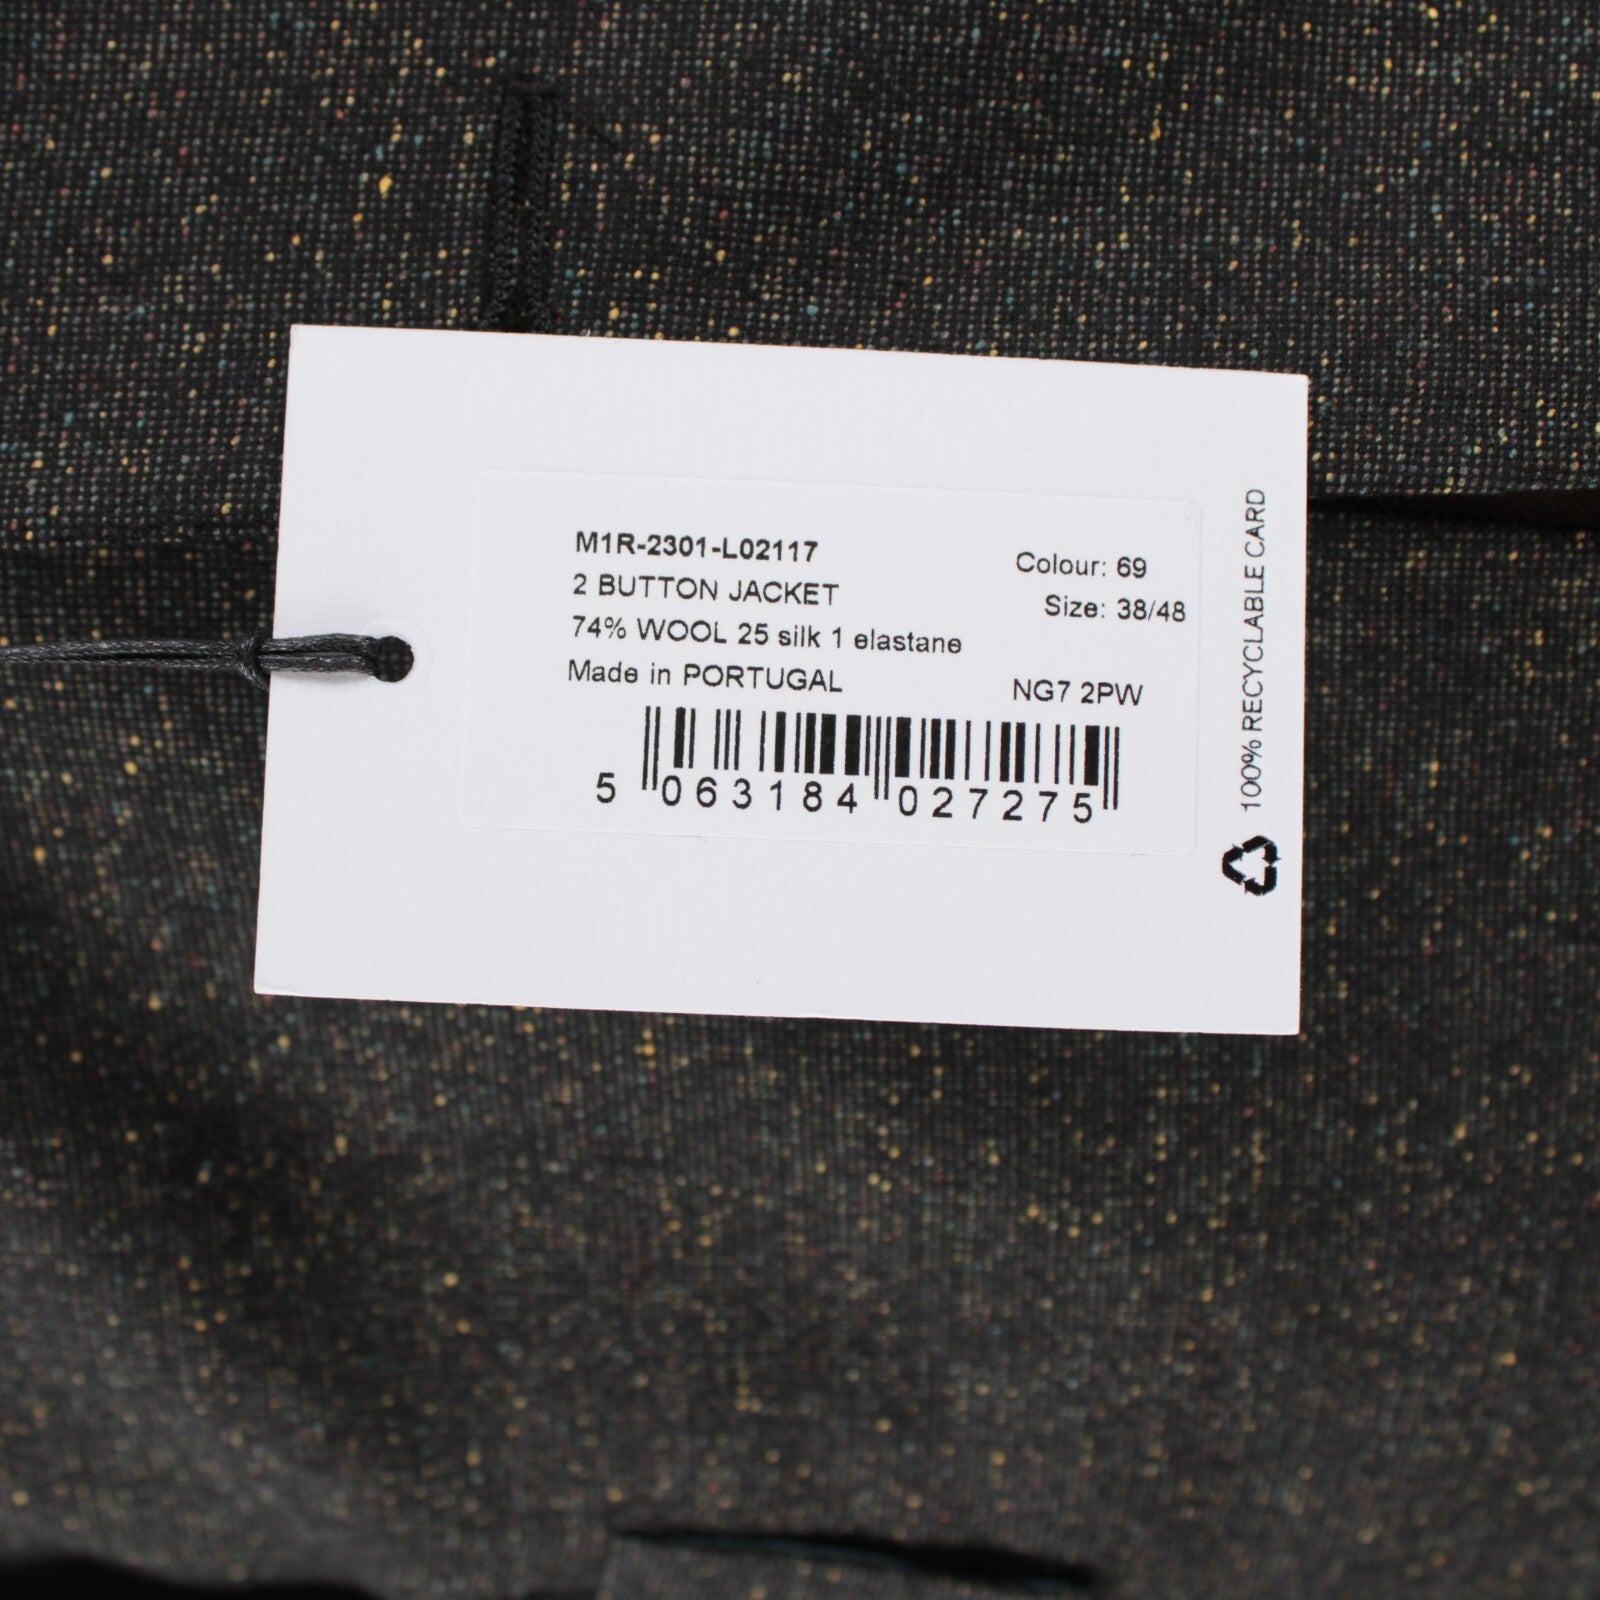 M1R-2301-L02117
2 BUTTON JACKET
74% WOOL 25 silk 1 elastane
Made in PORTUGAL
Colour: 69
Size: 38/48
NG7 2PW
5 063184 027275
100% RECYCLABLE CARD